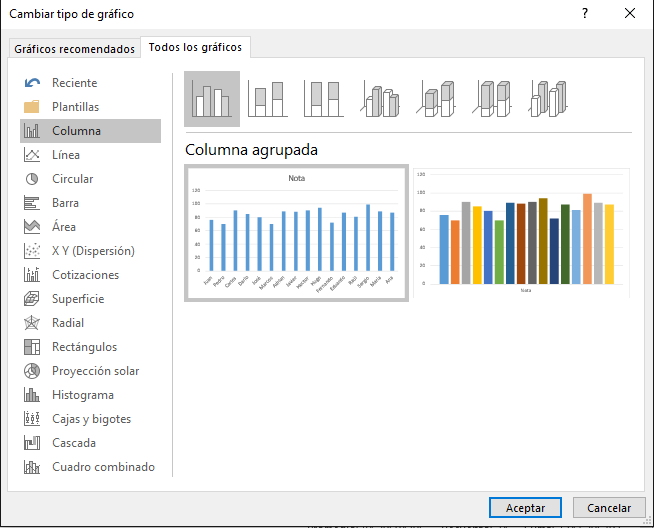 Cambiar tipo de gráfico
?
Gráficos recomendados
Todos los gráficos
Reciente
Plantillas
Columna
Línea
Circular
Barra
Área
X Y (Dispersión)
Cotizaciones
Superficie
Radial
Rectángulos
Proyección solar
Histograma
Cajas y bigotes
Cascada
Cuadro combinado
Columna agrupada
Nota
120
100
80
60
40
20
0
Juan Pedro Carlos Darío José Marcos Adrián Javier Héctor Hugo Fernando Eduardo Raúl Sergio María Ana
120
100
80
60
40
20
0
Nota
Aceptar
Cancelar